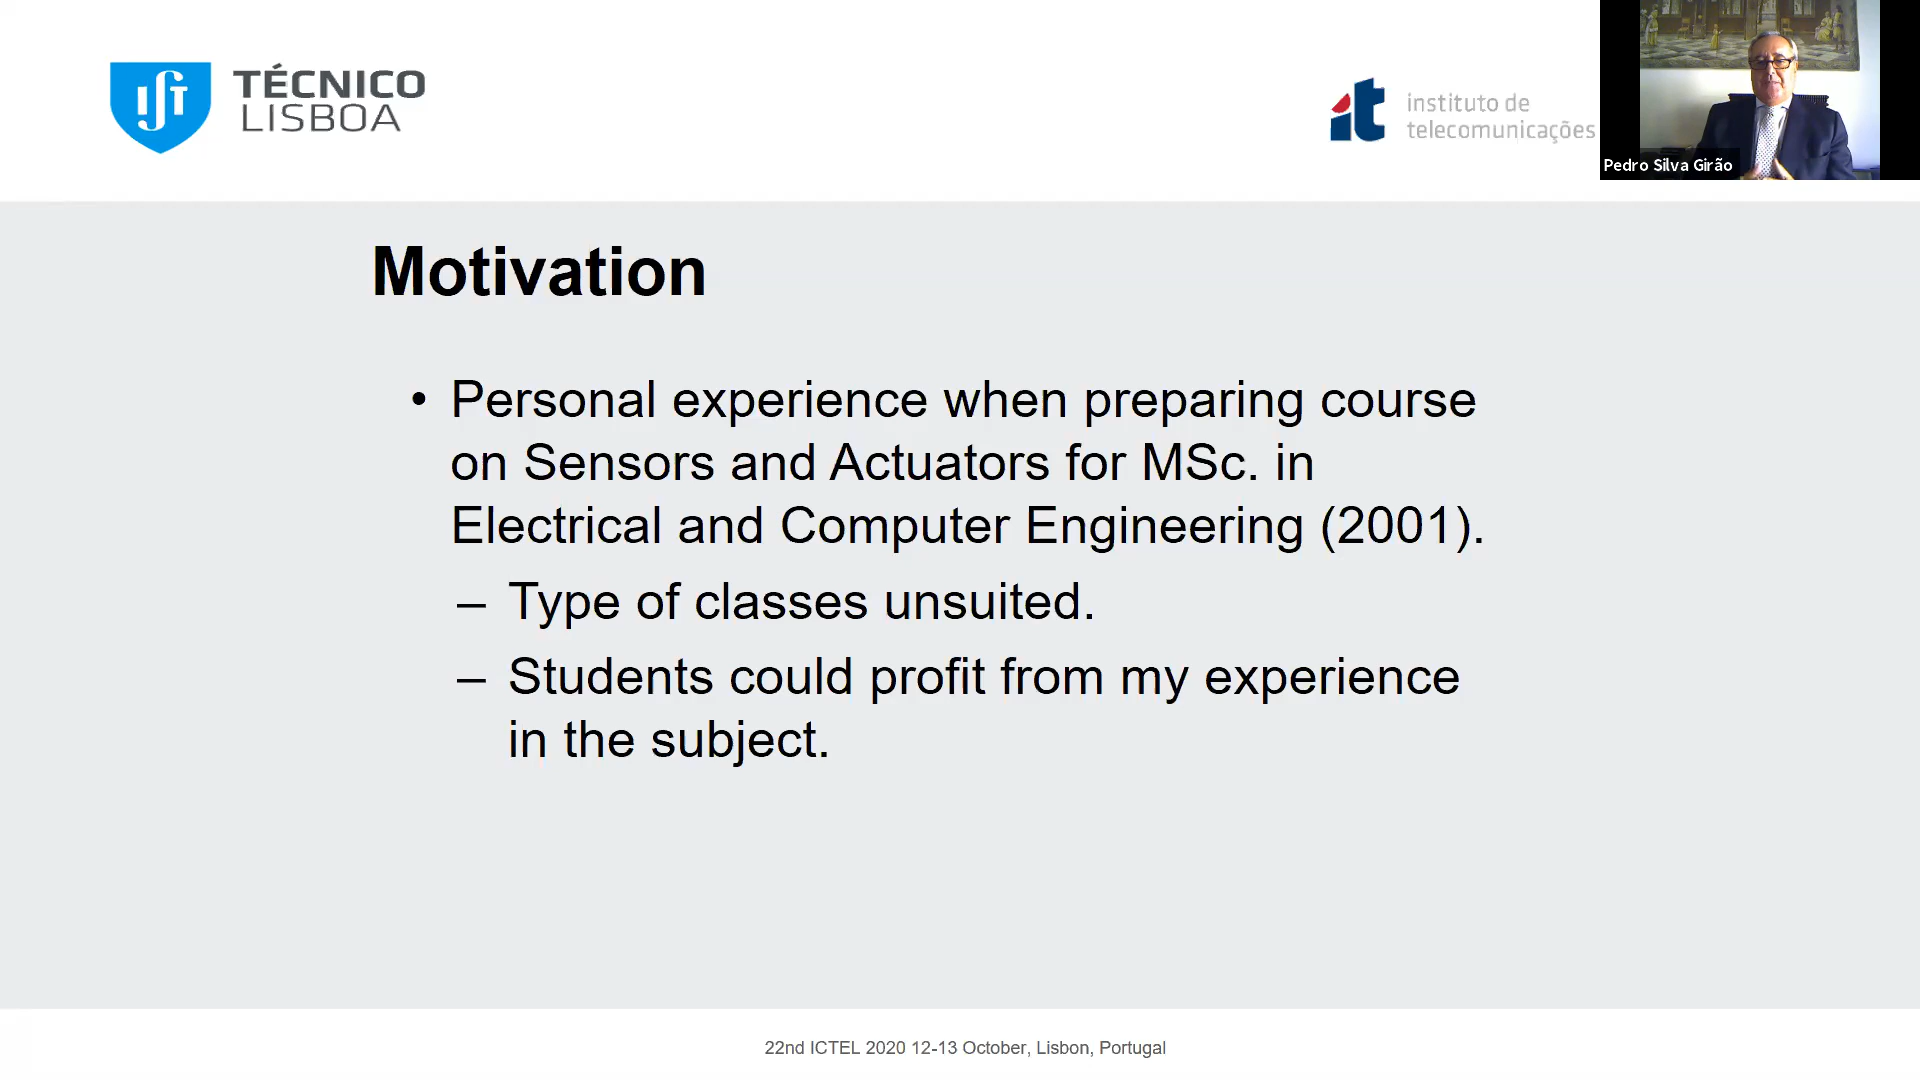 TÉCNICO
LISBOA
instituto de
telecomunicações
Pedro Silva Girão
Motivation
• Personal experience when preparing course
on Sensors and Actuators for MSc. in
Electrical and Computer Engineering (2001).
– Type of classes unsuited.
– Students could profit from my experience
in the subject.
22nd ICTEL 2020 12-13 October, Lisbon, Portugal